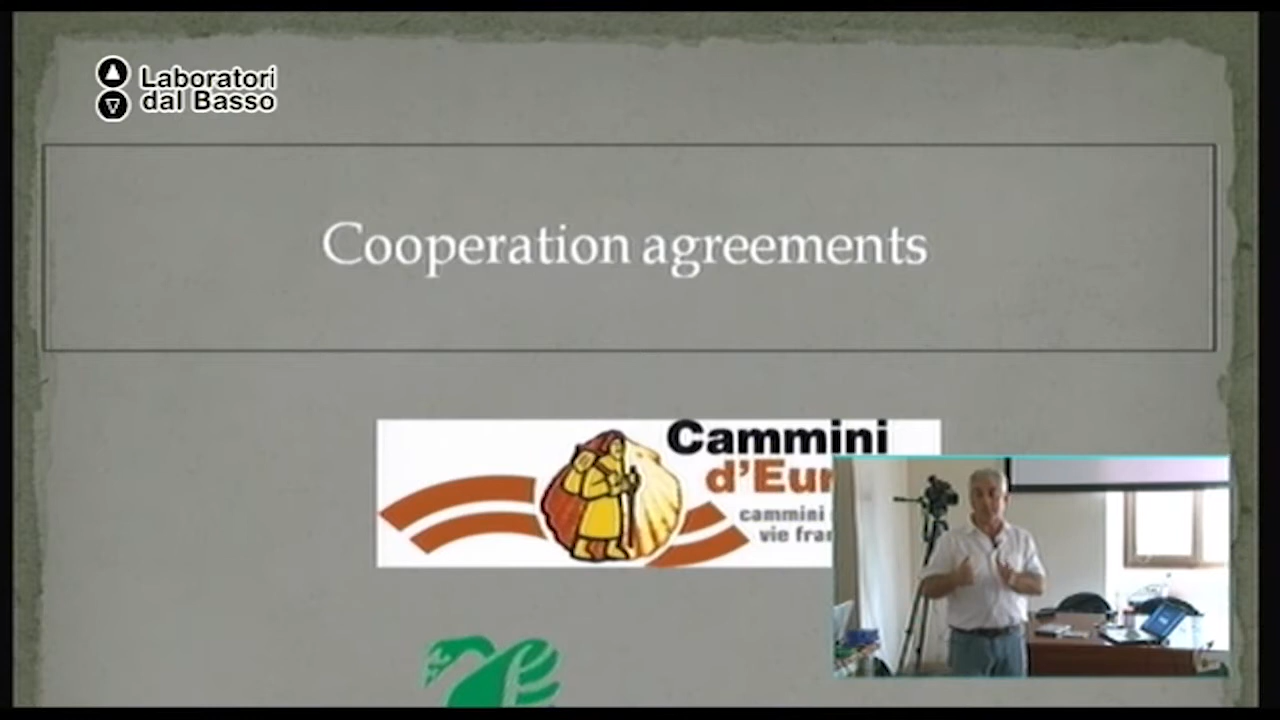 Laboratori
dal Basso
Cooperation agreements
Cammini
d'Eur
cammini
vie fran